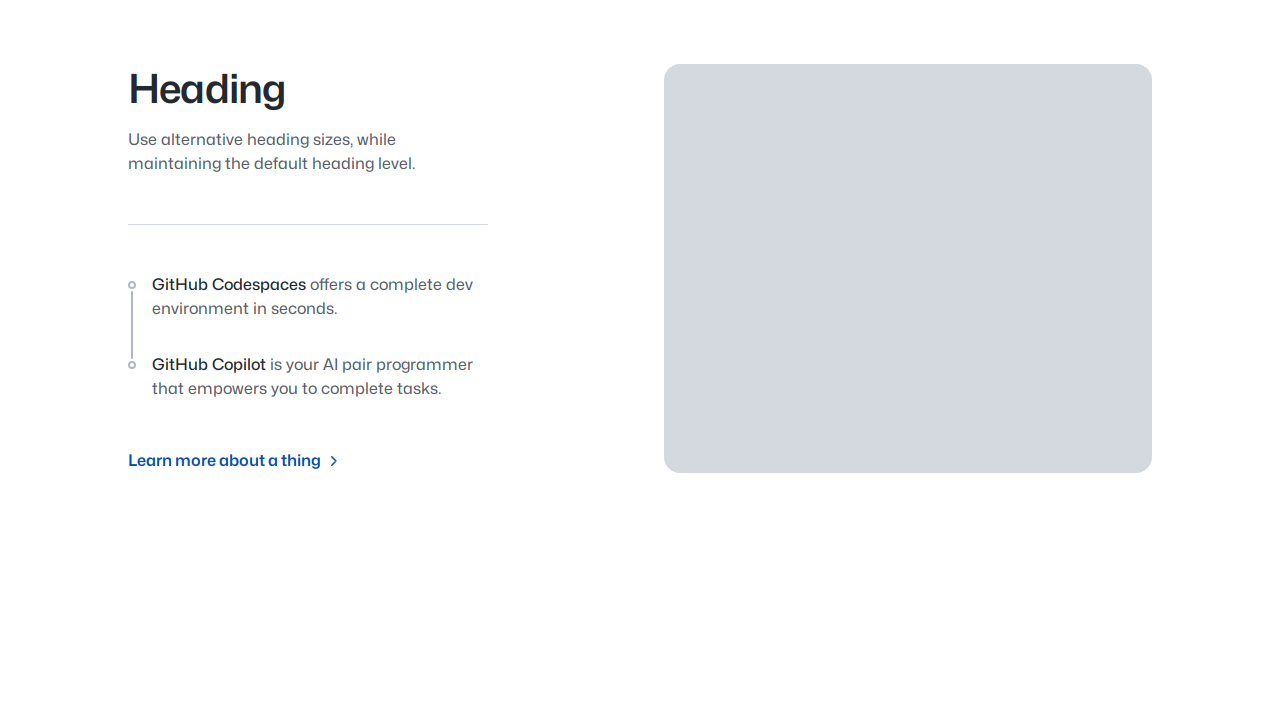 Heading
Use alternative heading sizes, while
maintaining the default heading level.
GitHub Codespaces offers a complete dev
environment in seconds.
GitHub Copilot is your AI pair programmer
that empowers you to complete tasks.
Learn more about a thing